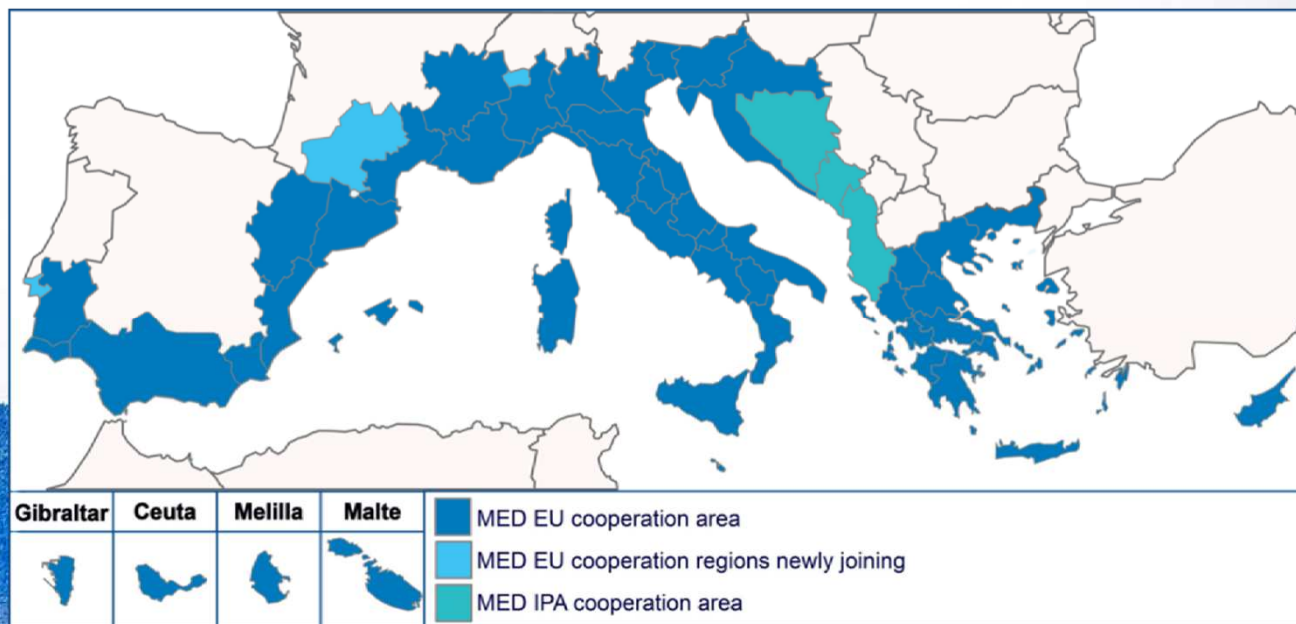 Gibraltar
Ceuta
Melilla
Malte
MED EU cooperation area
MED EU cooperation regions newly joining
MED IPA cooperation area